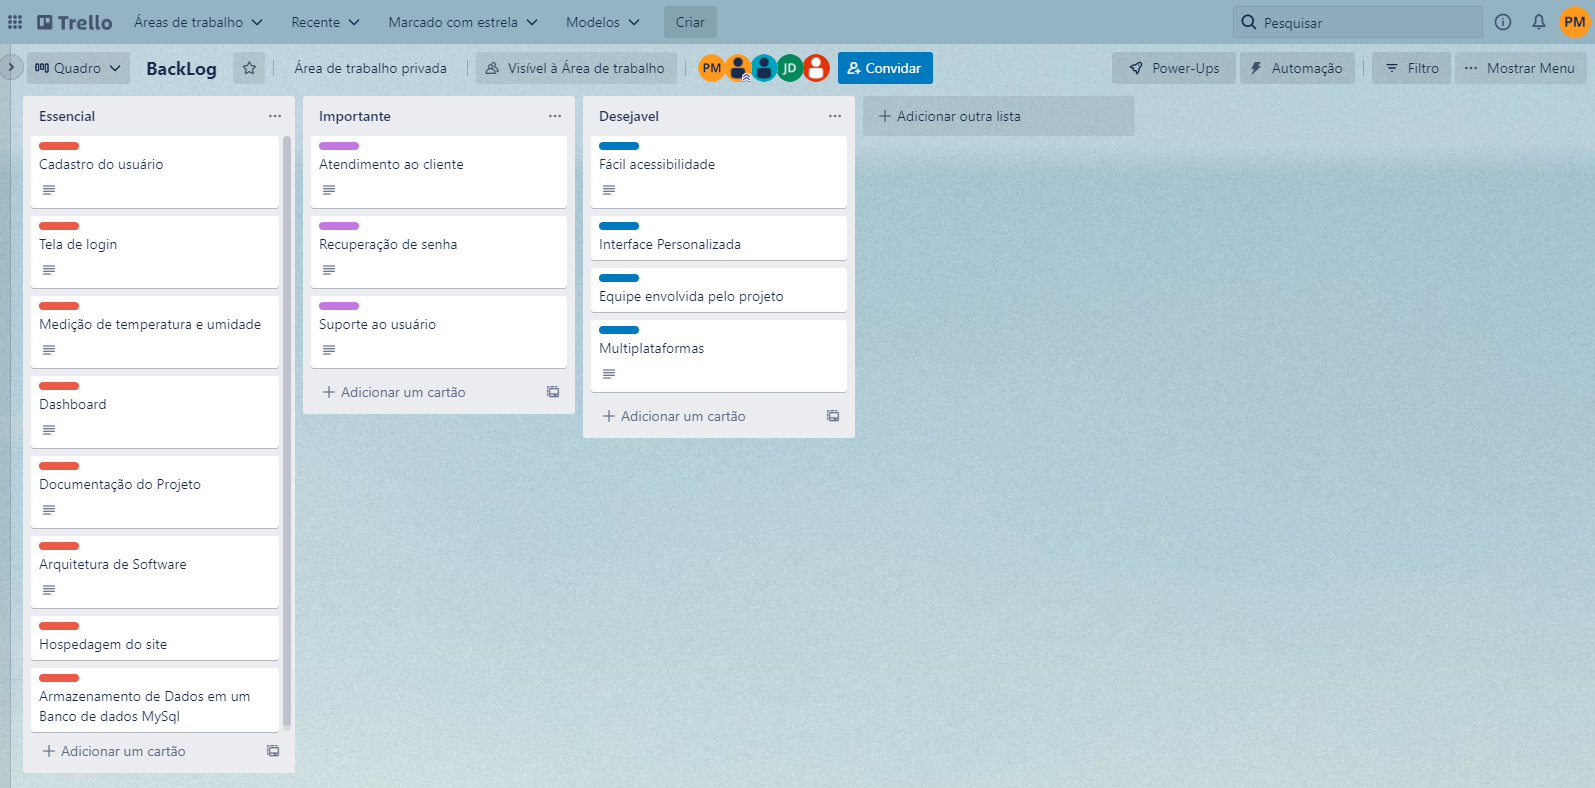 Trello Áreas de trabalho Recente Marcado com estrela Modelos Criar Pesquisar PM
Quadro BackLog Área de trabalho privada Visível à Área de trabalho PM JD Convidar Power-Ups Automação Filtro Mostrar Menu
Essencial
Cadastro do usuário
Tela de login
Medição de temperatura e umidade
Dashboard
Documentação do Projeto
Arquitetura de Software
Hospedagem do site
Armazenamento de Dados em um
Banco de dados MySql
Adicionar um cartão
Importante
Atendimento ao cliente
Recuperação de senha
Suporte ao usuário
Adicionar um cartão
Desejavel
Fácil acessibilidade
Interface Personalizada
Equipe envolvida pelo projeto
Multiplataformas
Adicionar um cartão
Adicionar outra lista